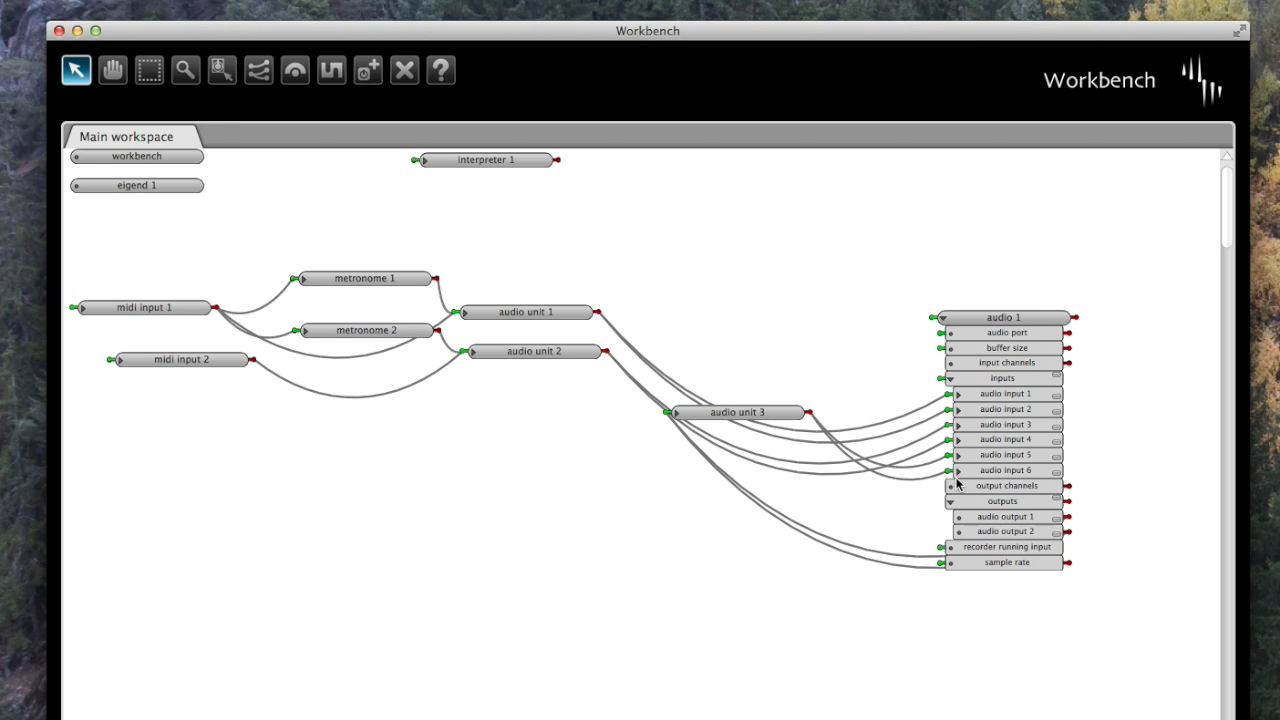 Workbench
?
Workbench
Main workspace
workbench
interpreter 1
eigend 1
metronome 1
midi input 1
audio unit 1
audio 1
metronome 2
audio port
audio unit 2
buffer size
midi input 2
input channels
inputs
audio input 1
audio unit 3
audio input 2
audio input 3
audio input 4
audio input 5
audio input 6
output channels
outputs
audio output 1
audio output 2
recorder running input
sample rate